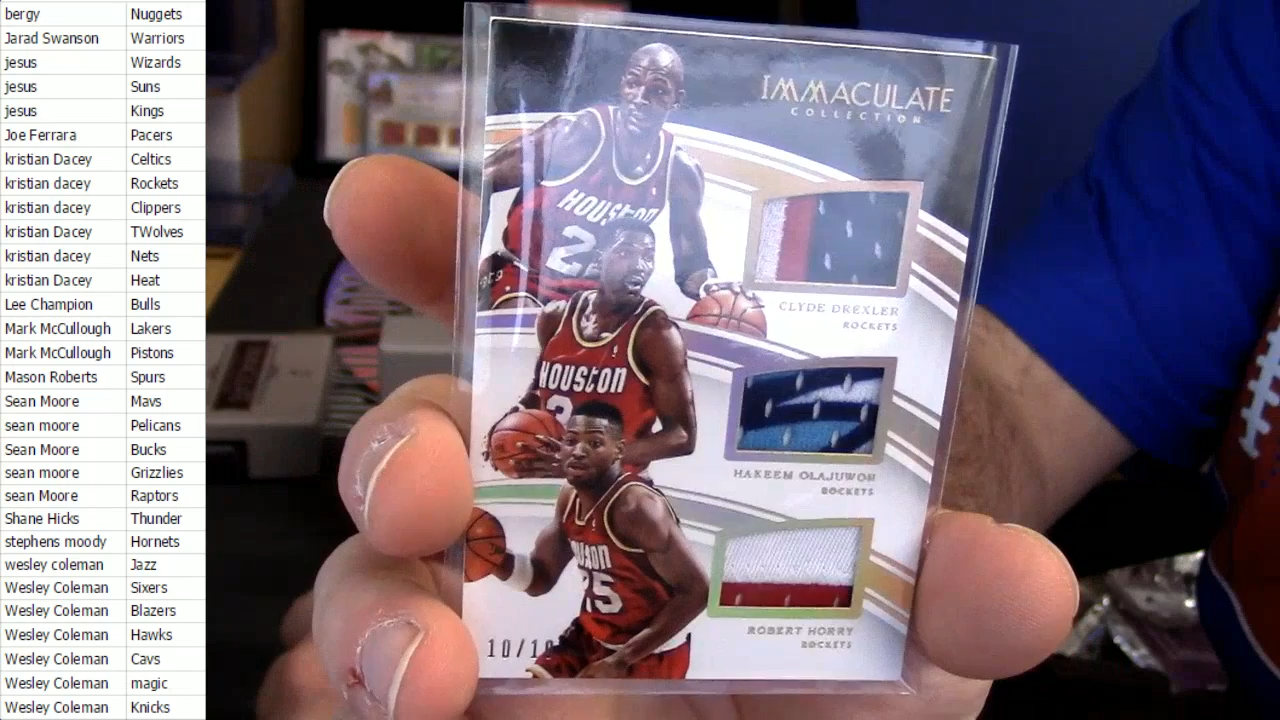 bergy Nuggets
Jarad Swanson Warriors
jesus Wizards
jesus Suns
jesus Kings
Joe Ferrara Pacers
kristian Dacey Celtics
kristian dacey Rockets
kristian dacey Clippers
kristian Dacey TWolves
kristian Dacey Nets
kristian Dacey Heat
Lee Champion Bulls
Mark McCullough Lakers
Mark McCullough Pistons
Mason Roberts Spurs
Sean Moore Mavs
sean moore Pelicans
Sean Moore Bucks
sean moore Grizzlies
sean Moore Raptors
Shane Hicks Thunder
stephens moody Hornets
wesley coleman Jazz
Wesley Coleman Sixers
Wesley Coleman Blazers
Wesley Coleman Hawks
Wesley Coleman Cavs
Wesley Coleman magic
Wesley Coleman Knicks
IMMACULATE
COLLECTION
HOUSTON
CLYDE DREXLER
ROCKETS
HOUSTON
HAKEEM OLAJUWON
ROCKETS
25
ROBERT HORRY
ROCKETS
10/10